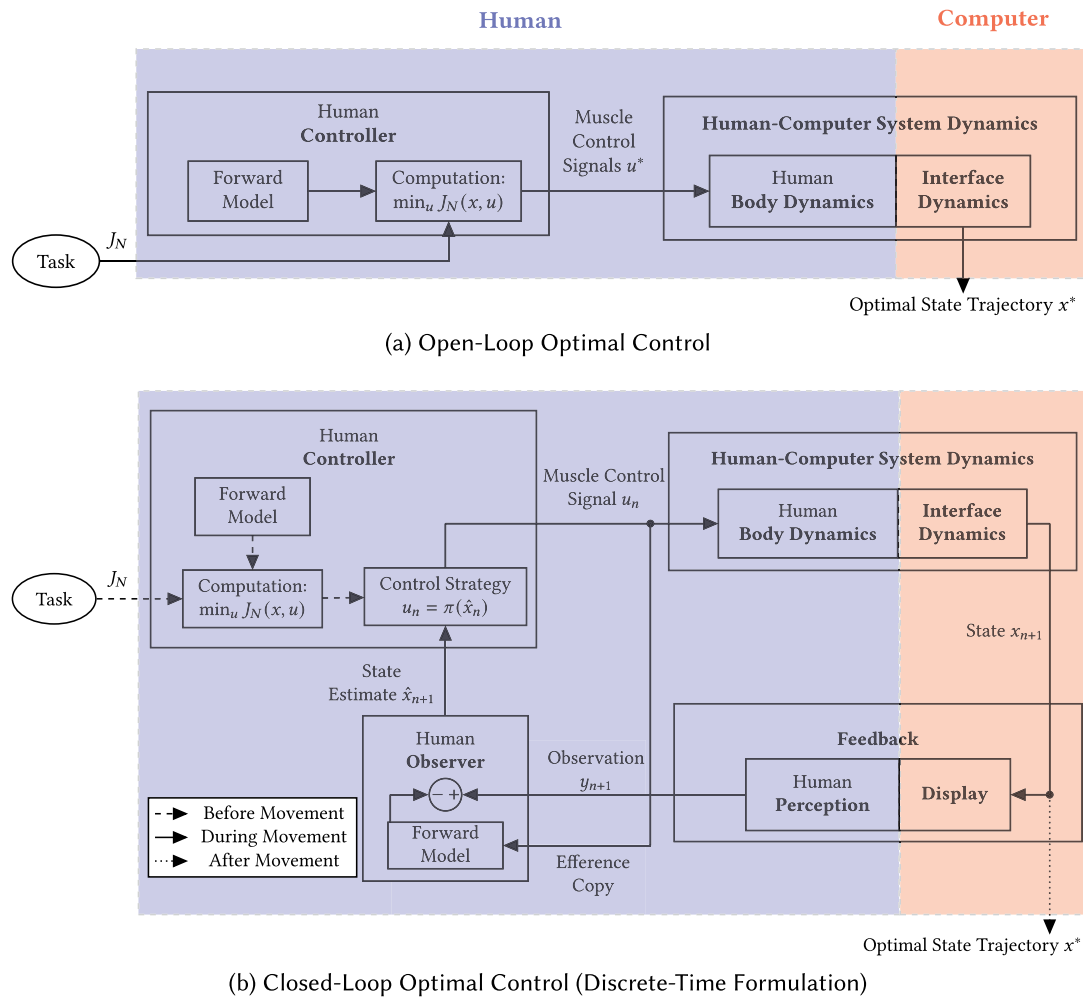 Human
Computer
Human
Controller
Forward
Model
Computation:
min_u J_N(x, u)
Muscle
Control
Signals u*
Human-Computer System Dynamics
Human
Body Dynamics
Interface
Dynamics
J_N
Task
Optimal State Trajectory x*
(a) Open-Loop Optimal Control
Human
Controller
Forward
Model
Computation:
min_u J_N(x, u)
Control Strategy
u_n = π(x̂_n)
J_N
Task
Muscle Control
Signal u_n
Human-Computer System Dynamics
Human
Body Dynamics
Interface
Dynamics
State x_{n+1}
State
Estimate x̂_{n+1}
Human
Observer
− +
Forward
Model
Observation
y_{n+1}
Efference
Copy
Feedback
Human
Perception
Display
Before Movement
During Movement
After Movement
Optimal State Trajectory x*
(b) Closed-Loop Optimal Control (Discrete-Time Formulation)